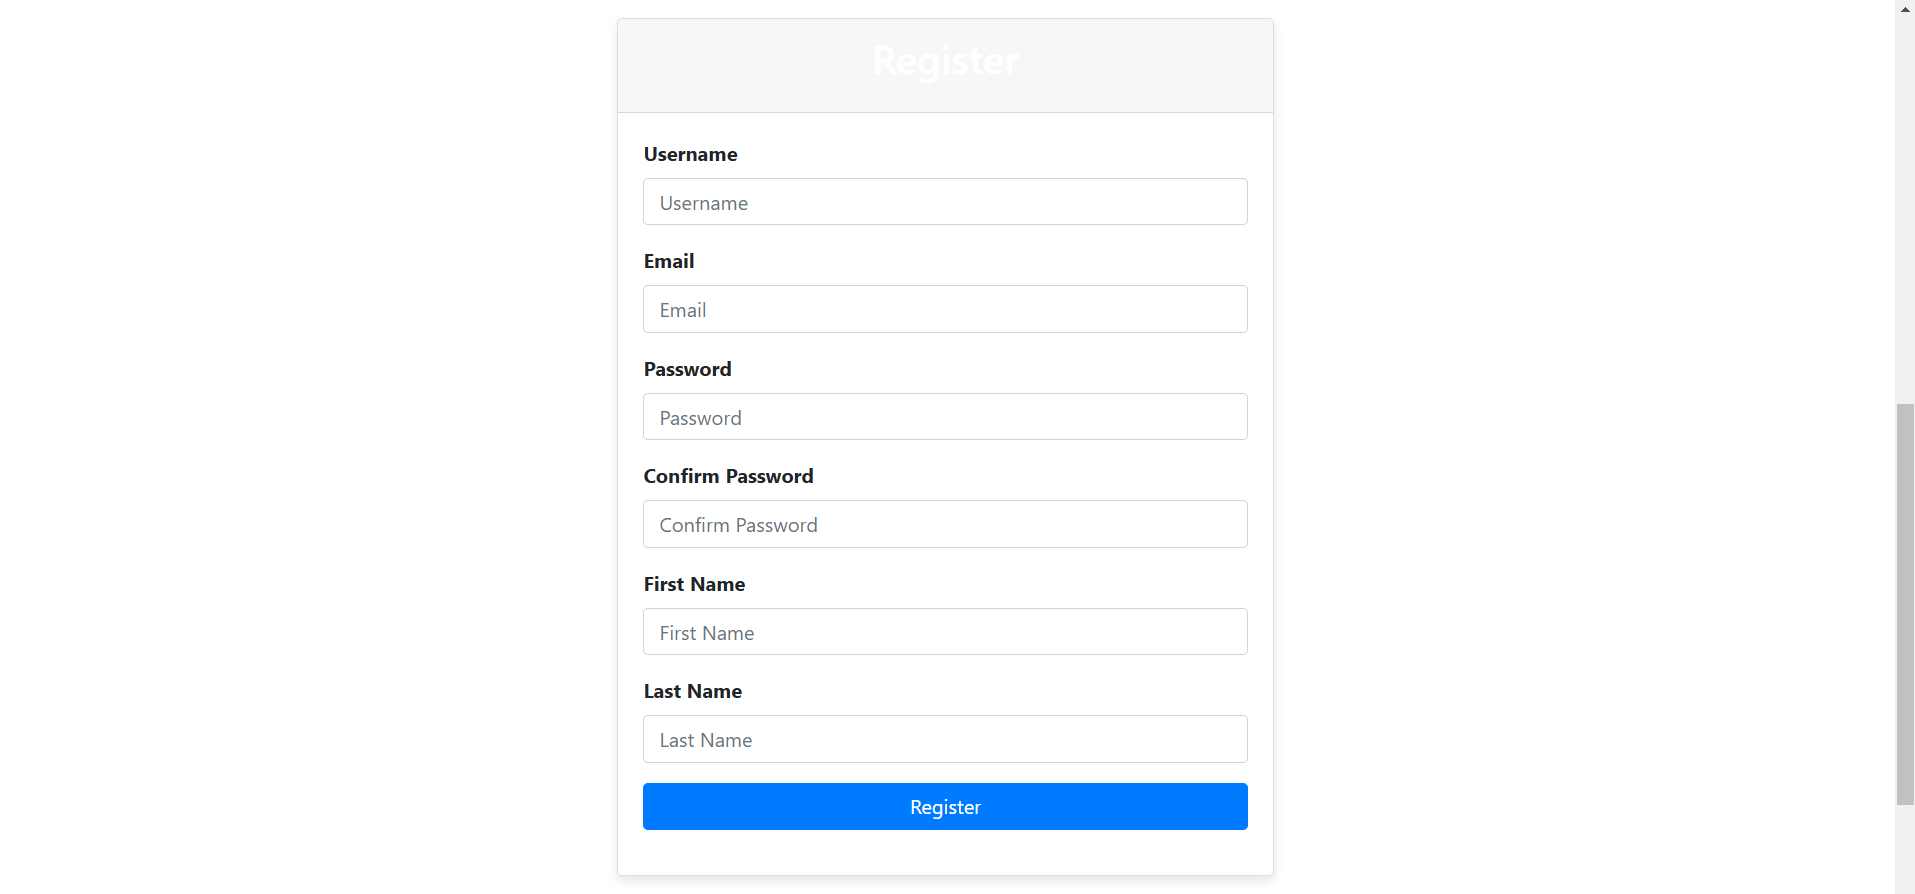 Register
Username
Username
Email
Email
Password
Password
Confirm Password
Confirm Password
First Name
First Name
Last Name
Last Name
Register